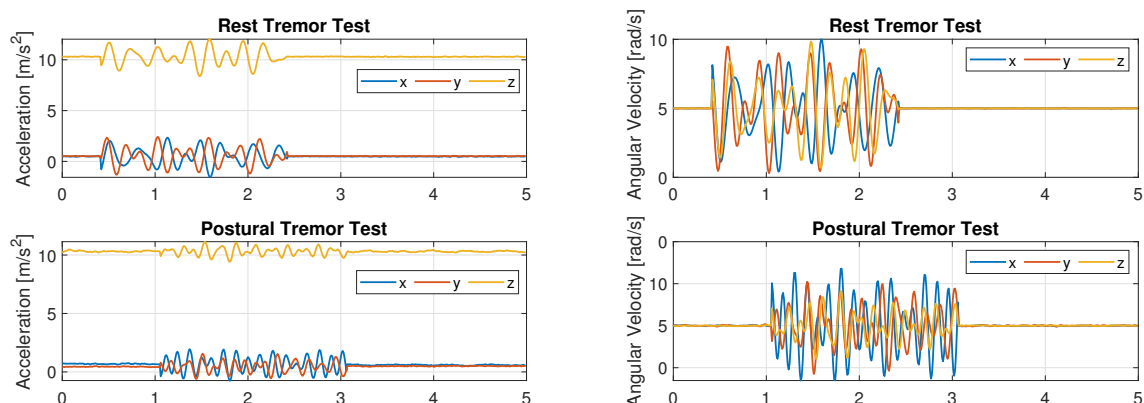 Rest Tremor Test
Acceleration [m/s²]
10
5
0
x y z
0 1 2 3 4 5
Rest Tremor Test
Angular Velocity [rad/s]
10
5
0
x y z
0 1 2 3 4 5
Postural Tremor Test
Acceleration [m/s²]
10
5
0
x y z
0 1 2 3 4 5
Postural Tremor Test
Angular Velocity [rad/s]
0
10
5
0
x y z
0 1 2 3 4 5